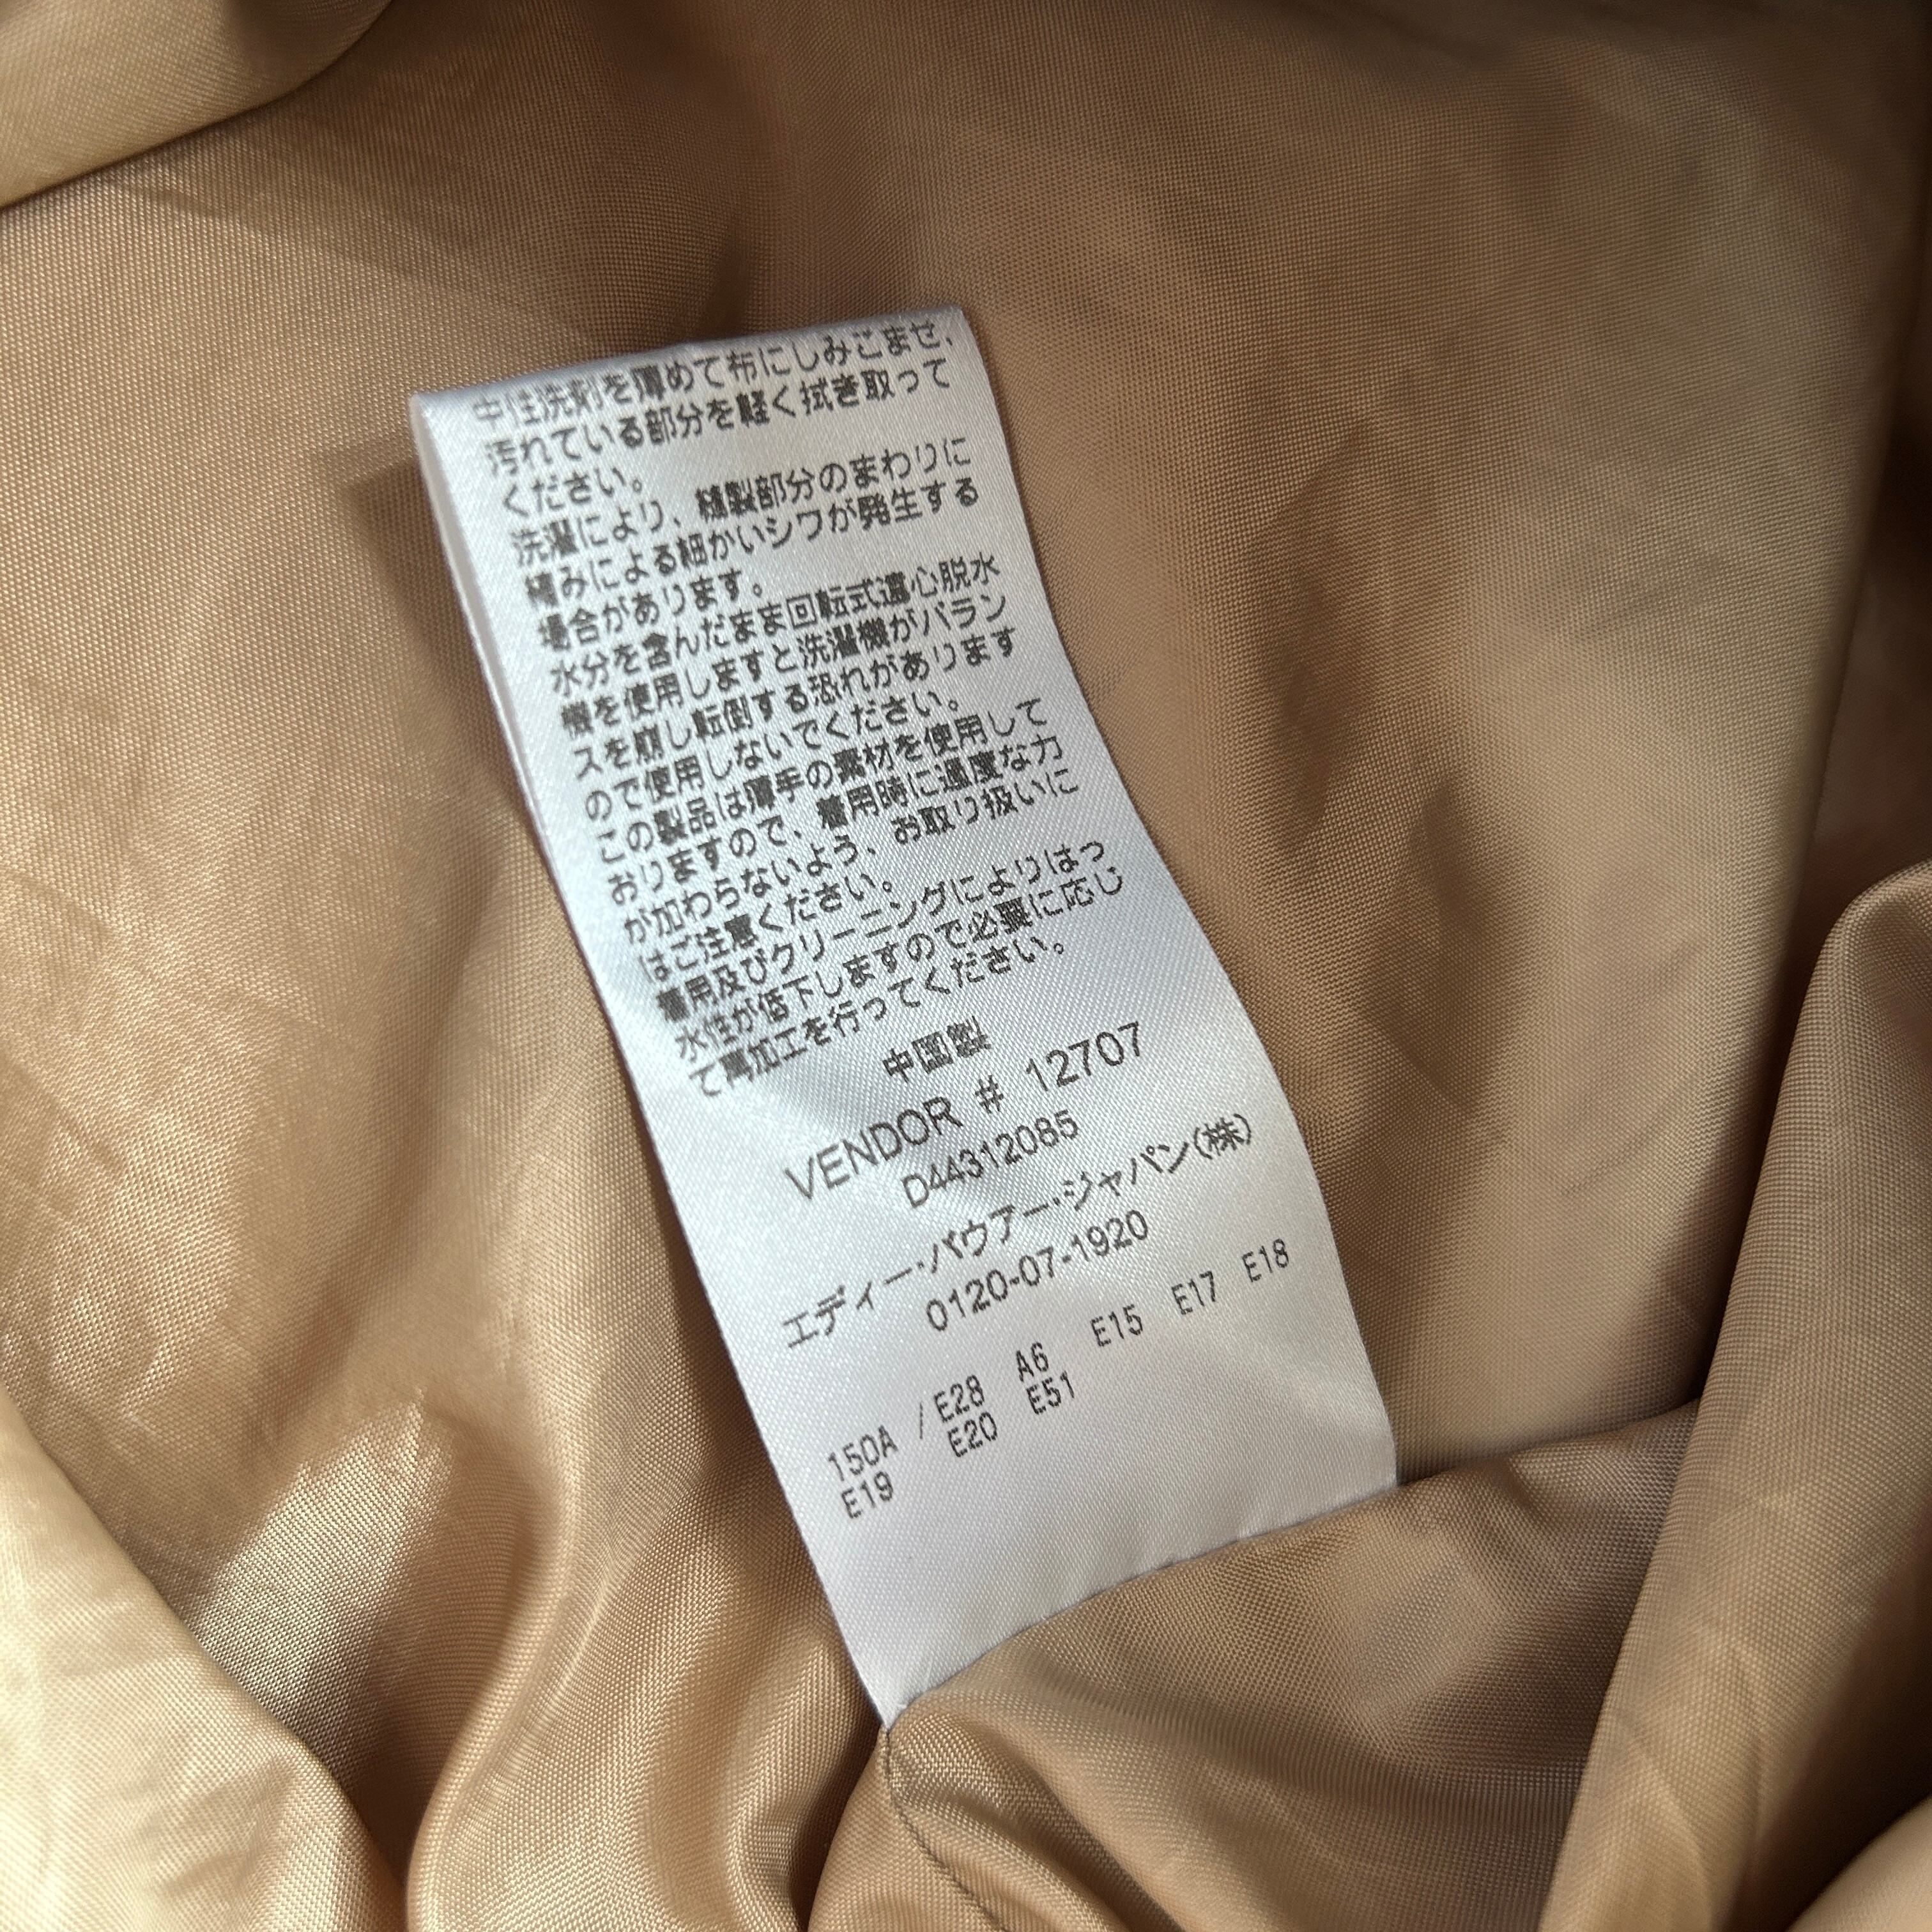 中性洗剤を薄めて布にしみこませ、
汚れている部分を軽く拭き取って
ください。
洗濯により、縫製部分のまわりに
縮みによる細かいシワが発生する
場合があります。
水分を含んだまま回転式遠心脱水
機を使用しますと洗濯機がバラン
スを崩し転倒する恐れがあります
ので使用しないでください。
この製品は薄手の素材を使用して
おりますので、着用時に過度な力
が加わらないよう、お取り扱いに
はご注意ください。
着用及びクリーニングによりはっ
水性が低下しますので必要に応じ
て再加工を行ってください。
中国製
VENDOR # 12707
D44312085
エディー・バウアー・ジャパン(株)
0120-07-1920
150A / E28 A6 E15 E17 E18
E19 E20 E51